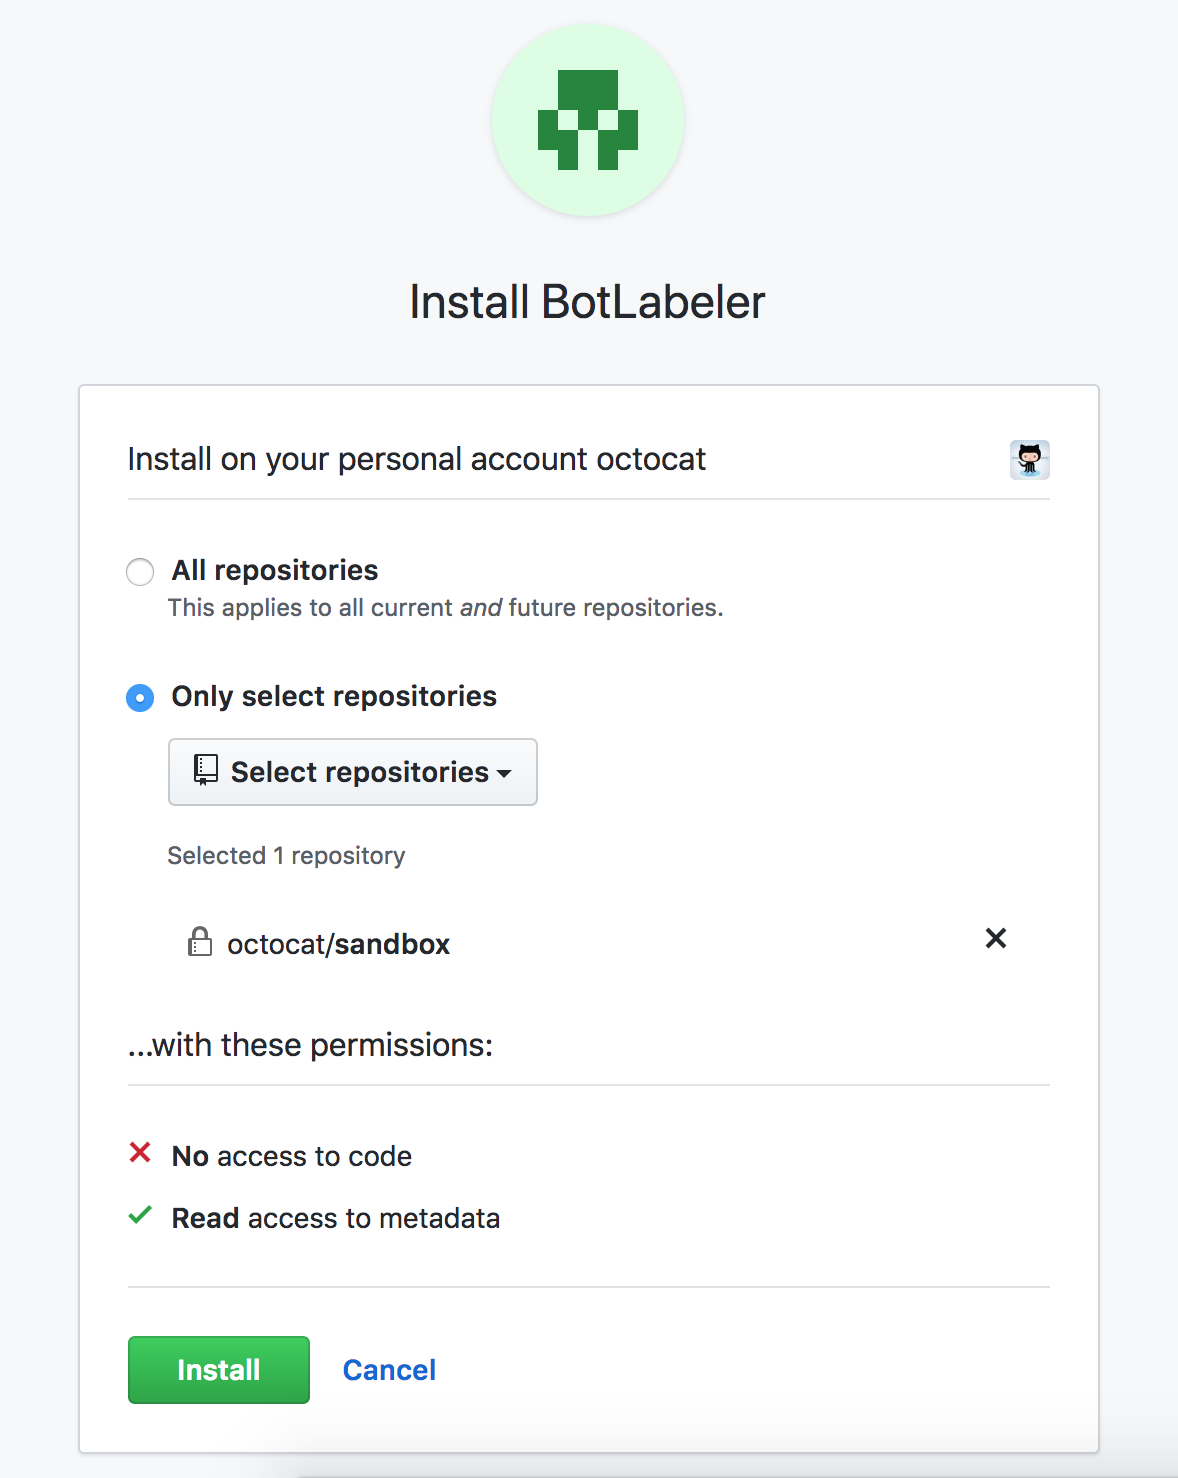 Install BotLabeler
Install on your personal account octocat
All repositories
This applies to all current and future repositories.
Only select repositories
Select repositories
Selected 1 repository
octocat/sandbox
...with these permissions:
No access to code
Read access to metadata
Install
Cancel